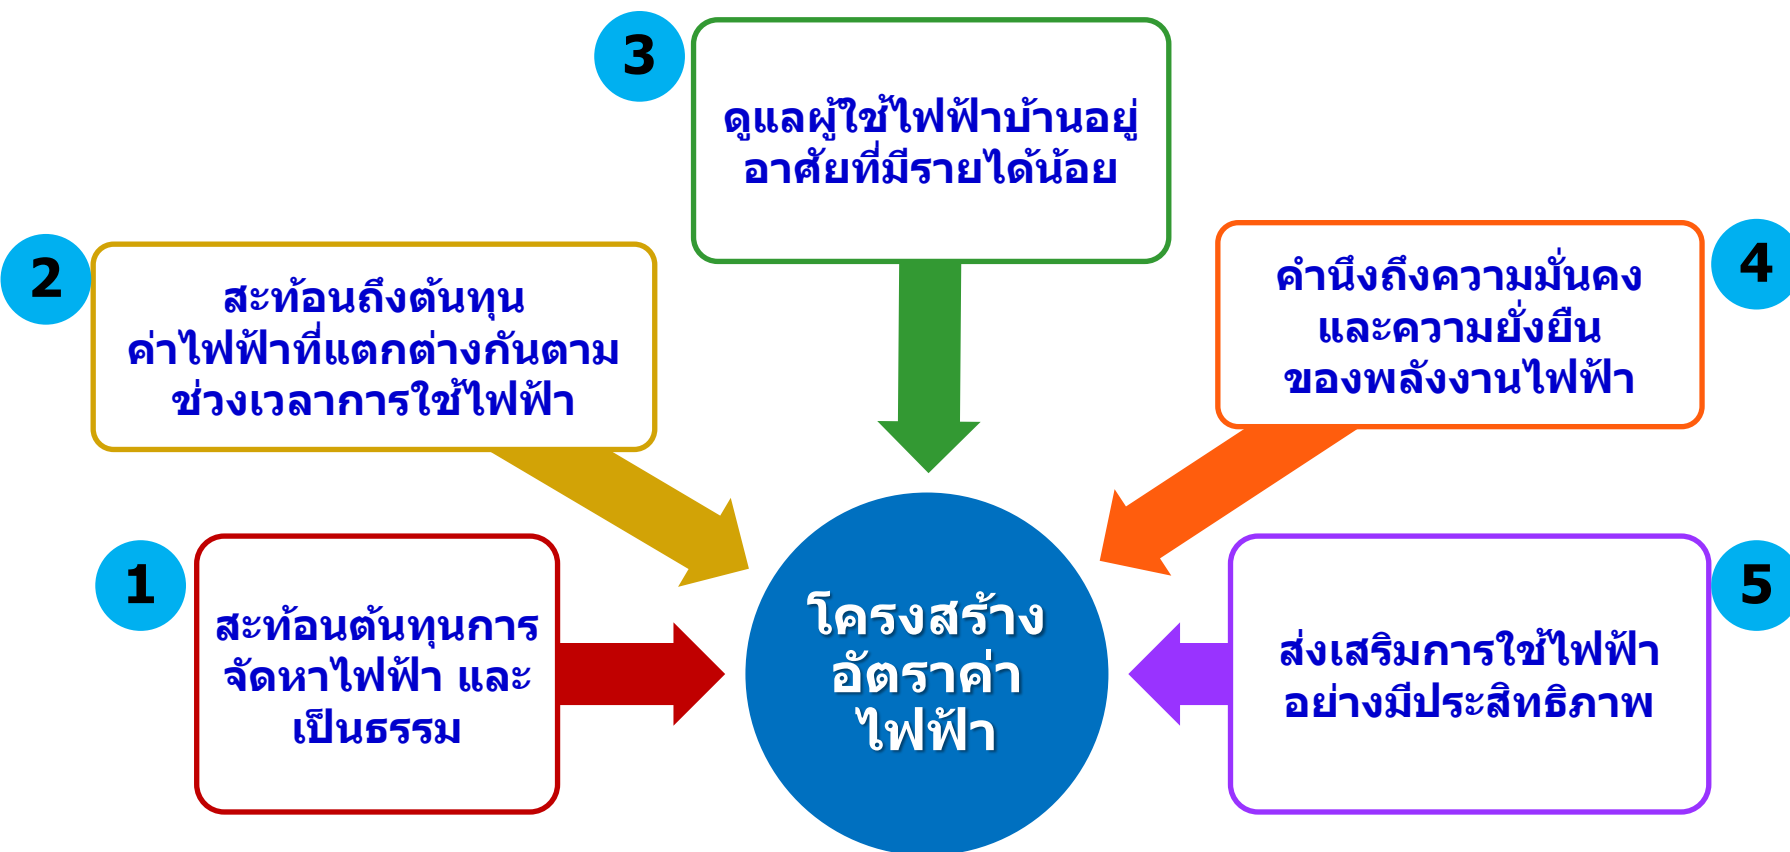 1
สะท้อนต้นทุนการ
จัดหาไฟฟ้า และ
เป็นธรรม
2
สะท้อนถึงต้นทุน
ค่าไฟฟ้าที่แตกต่างกันตาม
ช่วงเวลาการใช้ไฟฟ้า
3
ดูแลผู้ใช้ไฟฟ้าบ้านอยู่
อาศัยที่มีรายได้น้อย
4
คำนึงถึงความมั่นคง
และความยั่งยืน
ของพลังงานไฟฟ้า
5
ส่งเสริมการใช้ไฟฟ้า
อย่างมีประสิทธิภาพ
โครงสร้าง
อัตราค่า
ไฟฟ้า